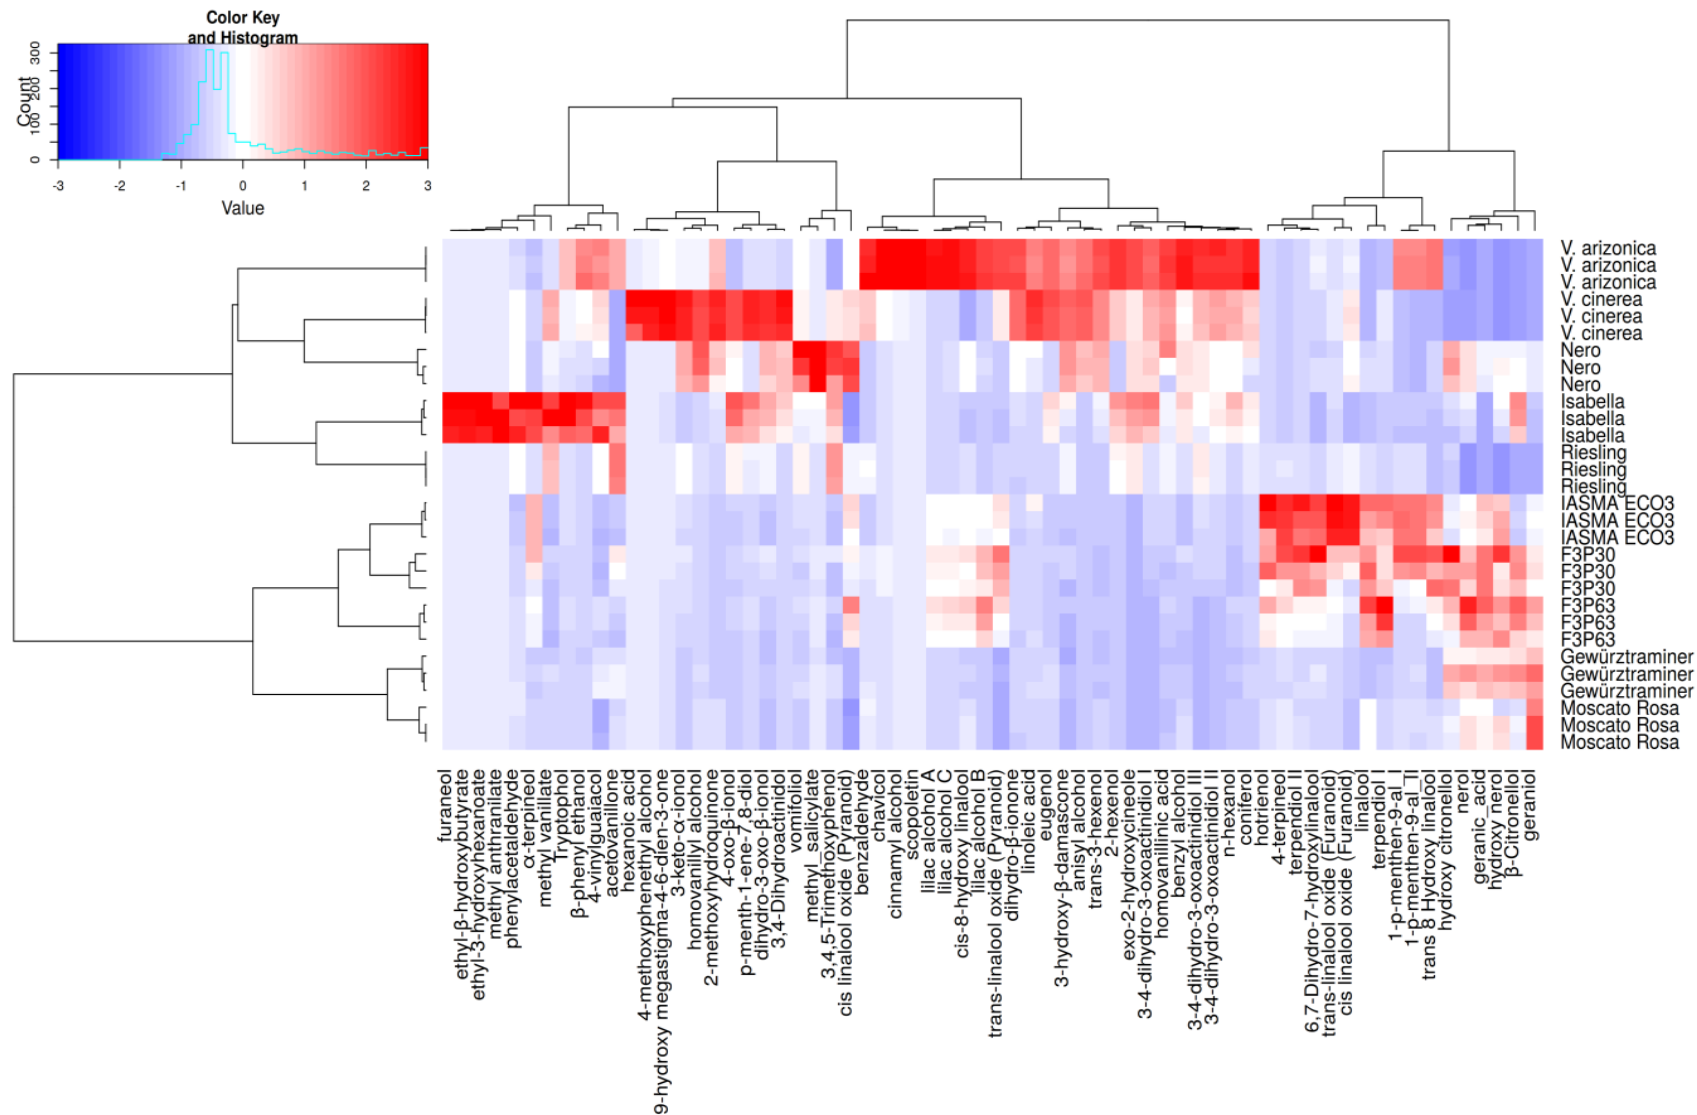 Color Key
and Histogram
Count
0
100
200
300
-3
-2
-1
0
1
2
3
Value
V. arizonica
V. arizonica
V. arizonica
V. cinerea
V. cinerea
V. cinerea
Nero
Nero
Nero
Isabella
Isabella
Isabella
Riesling
Riesling
Riesling
IASMA ECO3
IASMA ECO3
IASMA ECO3
F3P30
F3P30
F3P30
F3P63
F3P63
F3P63
Gewürztraminer
Gewürztraminer
Gewürztraminer
Moscato Rosa
Moscato Rosa
Moscato Rosa
furaneol
ethyl-β-hydroxybutyrate
ethyl-3-hydroxyhexanoate
methyl anthranilate
phenylacetaldehyde
α-terpineol
methyl vanillate
Tryptophol
β-phenyl ethanol
4-vinylguaiacol
acetovanillone
hexanoic acid
4-methoxyphenethyl alcohol
9-hydroxy megastigma-4-6-dien-3-one
3-keto-α-ionol
homovanillyl alcohol
2-methoxyhydroquinone
4-oxo-β-ionol
p-menth-1-ene-7,8-diol
dihydro-3-oxo-β-ionol
3,4-Dihydroactinidol
vomifoliol
methyl_salicylate
3,4,5-Trimethoxyphenol
cis linalool oxide (Pyranoid)
benzaldehyde
chavicol
cinnamyl alcohol
scopoletin
lilac alcohol A
lilac alcohol C
cis-8-hydroxy linalool
lilac alcohol B
trans-linalool oxide (Pyranoid)
dihydro-β-ionone
linoleic acid
eugenol
3-hydroxy-β-damascone
anisyl alcohol
trans-3-hexenol
2-hexenol
exo-2-hydroxycineole
3-4-dihydro-3-oxoactinidiol I
homovanillinic acid
benzyl alcohol
3-4-dihydro-3-oxoactinidol III
3-4-dihydro-3-oxoactinidol II
n-hexanol
coniferol
hotrienol
4-terpineol
terpendiol II
6,7-Dihydro-7-hydroxylinalool
trans-linalool oxide (Furanoid)
cis linalool oxide (Furanoid)
linalool
terpendiol I
1-p-menthen-9-al_I
1-p-menthen-9-al_II
trans 8 Hydroxy linalool
hydroxy citronellol
nerol
geranic_acid
hydroxy_nerol
β-Citronellol
geraniol